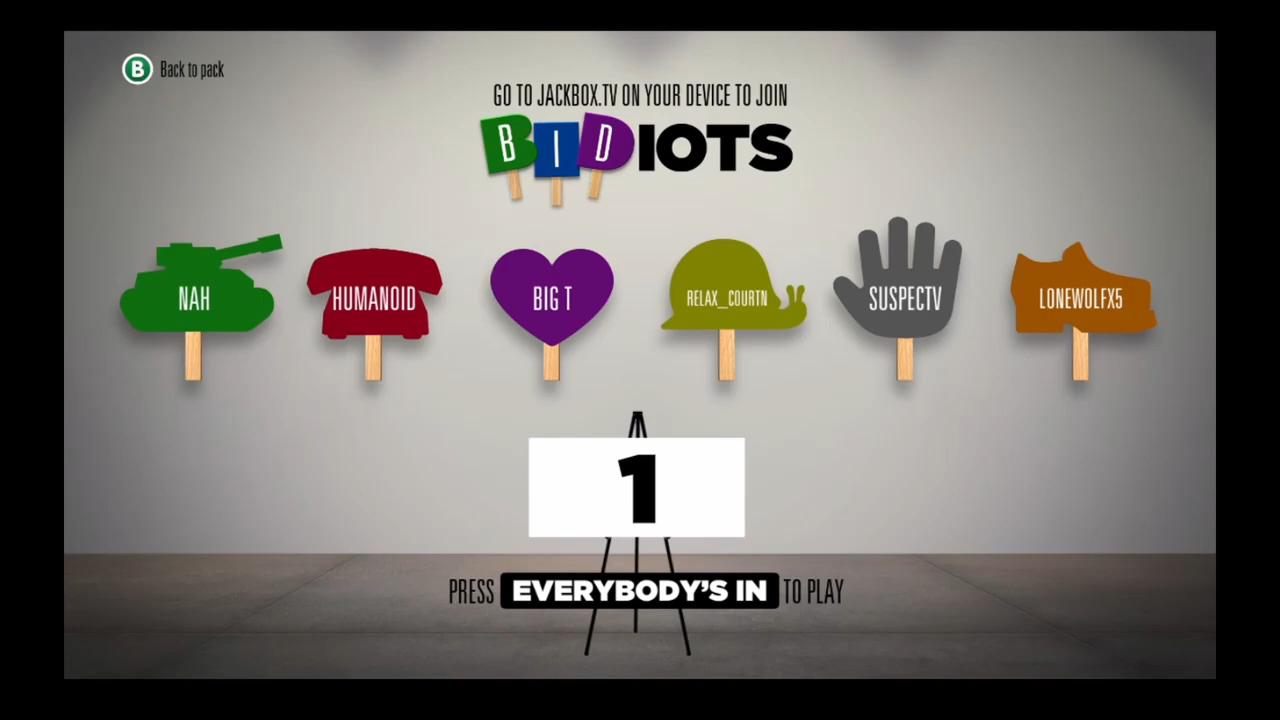 B Back to pack
GO TO JACKBOX.TV ON YOUR DEVICE TO JOIN
BIDIOTS
NAH
HUMANOID
BIG T
RELAX_COURTN
SUSPECTV
LONEWOLFX5
1
PRESS EVERYBODY'S IN TO PLAY